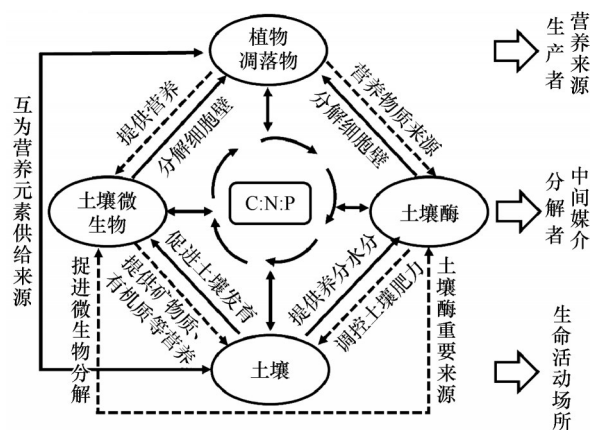 植物
凋落物
营养来源
生产者
提供营养
分解细胞壁
营养物质来源
分解细胞壁
互为营养元素供给来源
土壤微
生物
C:N:P
土壤酶
中间媒介
分解者
促进土壤发育
提供矿物质、
有机质等营养
提供养分水分
调控土壤肥力
捉进微生物分解
土壤酶重要来源
土壤
生命活动场所